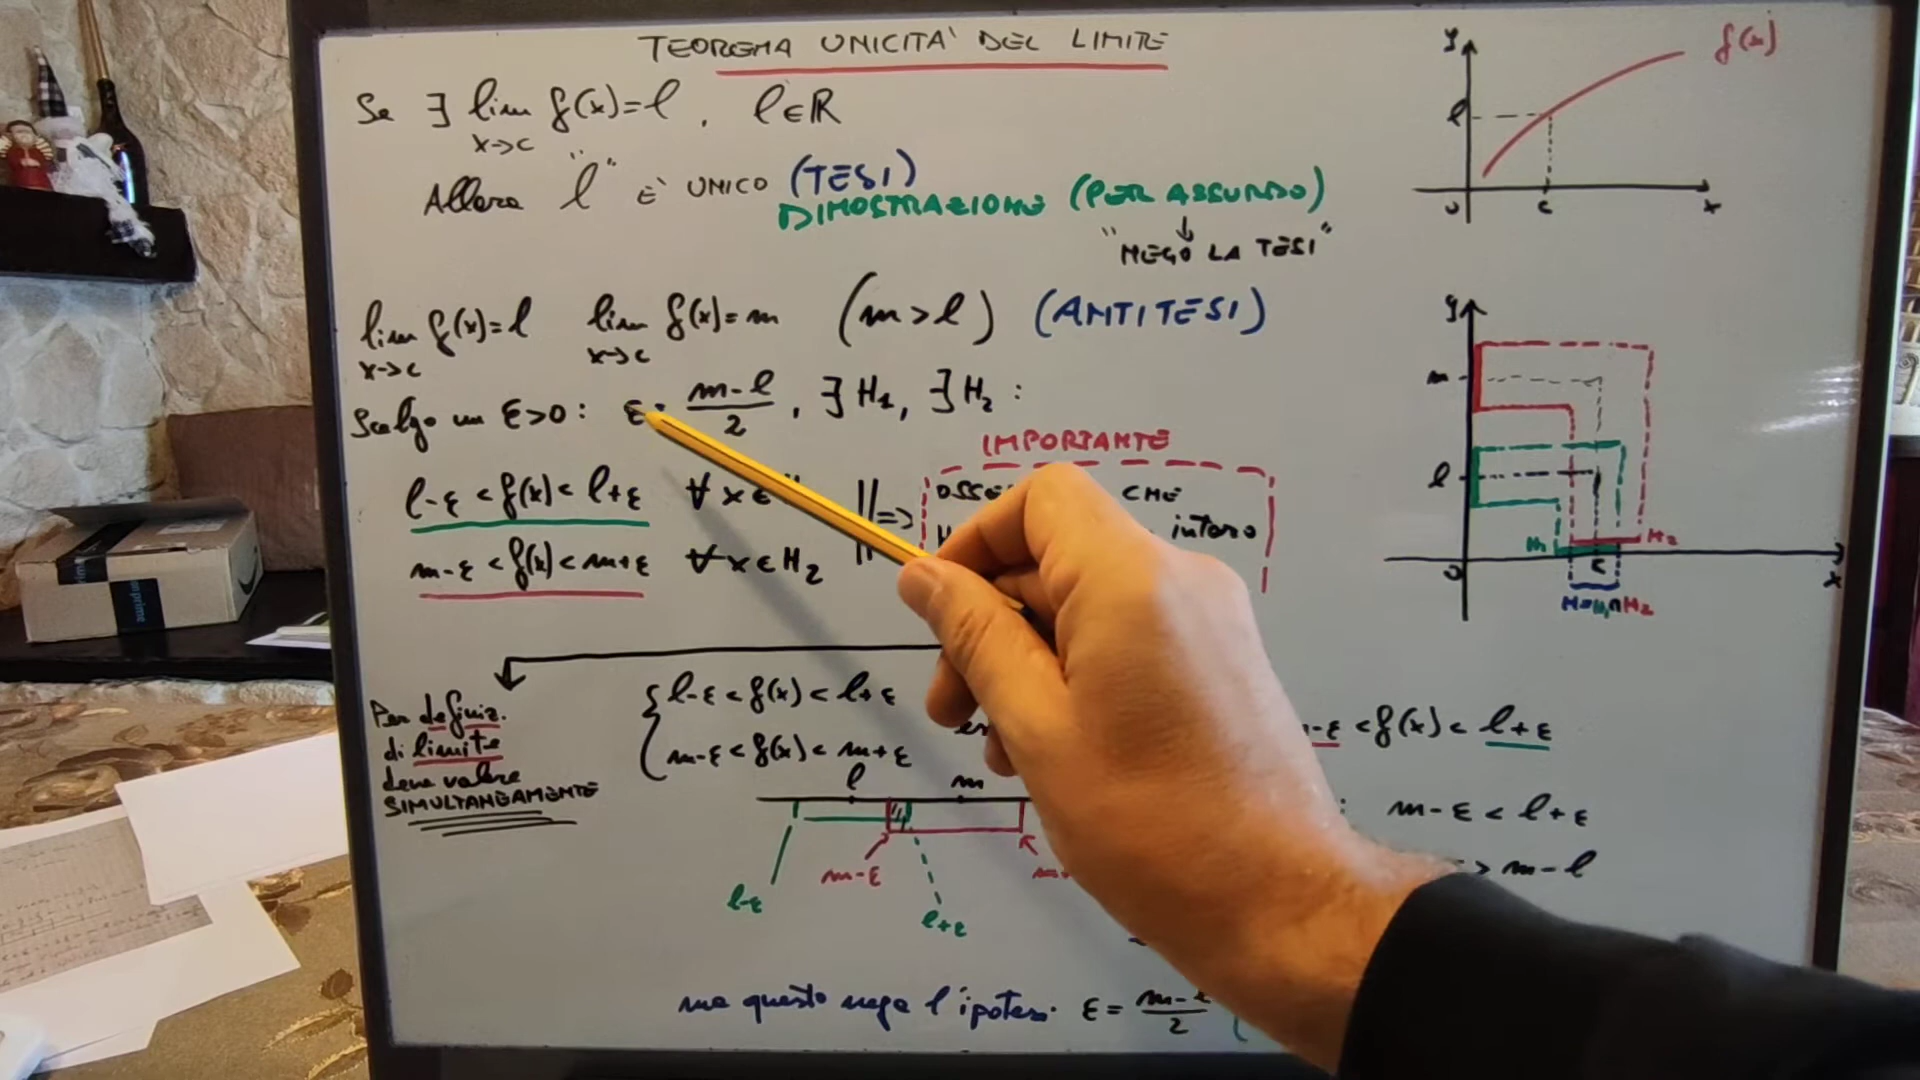 TEOREMA UNICITA' DEL LIMITE
Se ∃ lim f(x)=l , l∈R
x→c
Allora "l" E' UNICO (TESI)
DIMOSTRAZIONE (PER ASSURDO)
↓
"NEGO LA TESI"
lim f(x)=l lim f(x)=m (m>l) (ANTITESI)
x→c x→c
Scelgo un ε>0 : ε= m-l/2 , ∃ H1, ∃ H2 :
IMPORTANTE
l-ε < f(x) < l+ε ∀ x∈ ||=> CHE
intorno
m-ε < f(x) < m+ε ∀ x∈H2
Per definiz.
di limite
deve valere
SIMULTANEAMENTE
{ l-ε < f(x) < l+ε
m-ε < f(x) < m+ε
-ε < f(x) < l+ε
l m
: m-ε < l+ε
m-ε
> m-l
l-ε l+ε
ma questo nega l'ipotesi ε = m-l/2
y f(x)
l
0 c x
y
m
l
H1 H2
0 c x
H=H1∩H2
prime